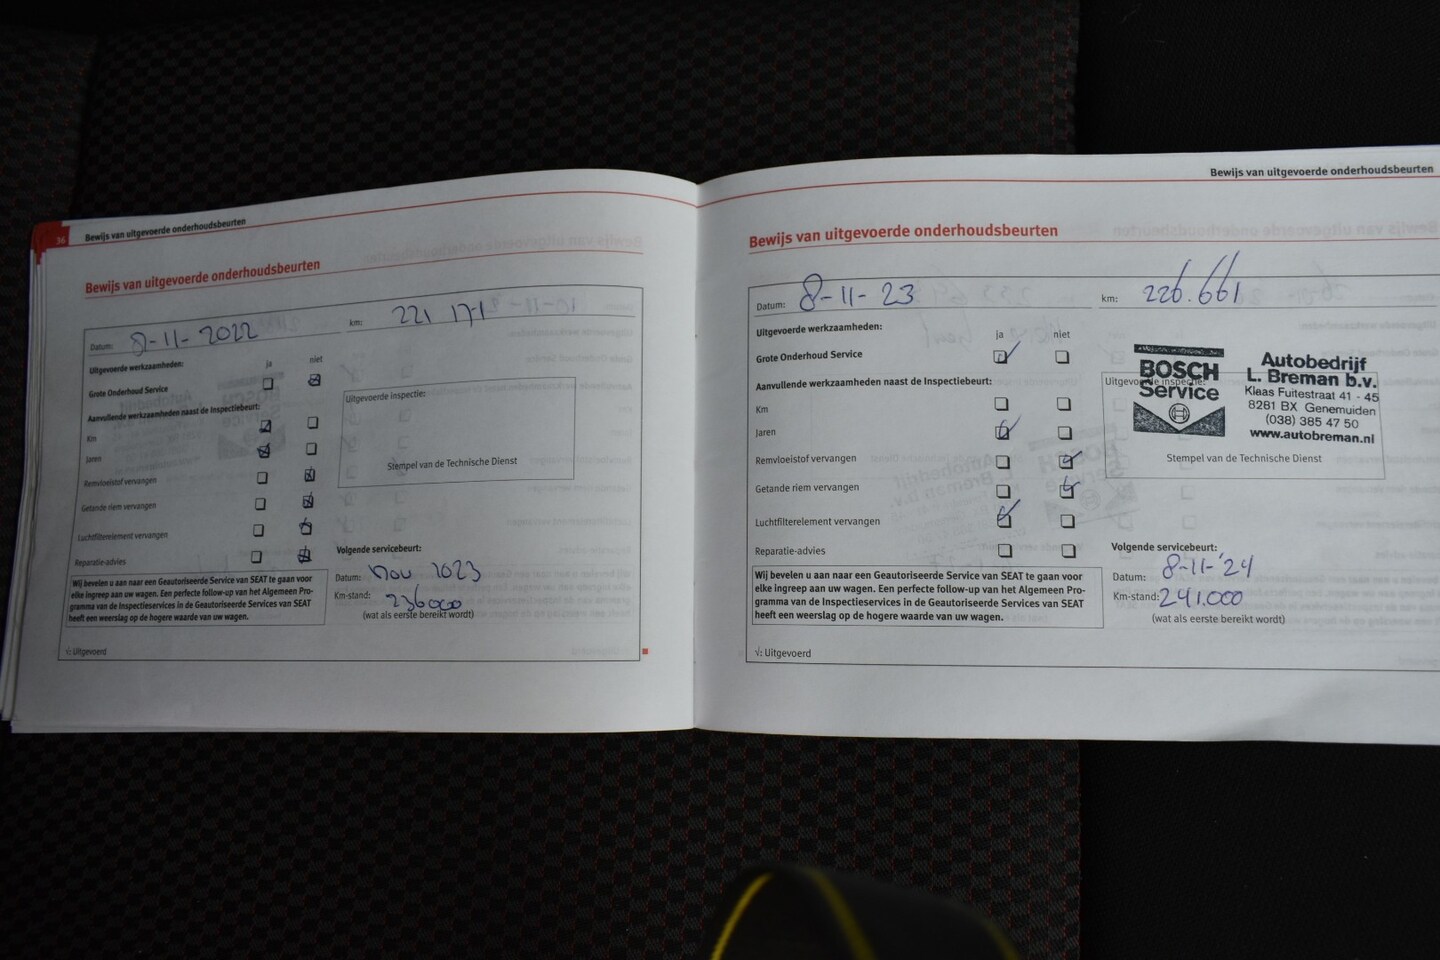 36 Bewijs van uitgevoerde onderhoudsbeurten
Bewijs van uitgevoerde onderhoudsbeurten
Datum: 8-11-2022 km: 221 171
Uitgevoerde werkzaamheden:
ja niet
Grote Onderhoud Service
Aanvullende werkzaamheden naast de Inspectiebeurt:
Km
Jaren
Remvloeistof vervangen
Getande riem vervangen
Luchtfilterelement vervangen
Reparatie-advies
Uitgevoerde inspectie:
Stempel van de Technische Dienst
Wij bevelen u aan naar een Geautoriseerde Service van SEAT te gaan voor
elke ingreep aan uw wagen. Een perfecte follow-up van het Algemeen Pro-
gramma van de Inspectieservices in de Geautoriseerde Services van SEAT
heeft een weerslag op de hogere waarde van uw wagen.
Volgende servicebeurt:
Datum: Nov 2023
Km-stand: 236000
(wat als eerste bereikt wordt)
√: Uitgevoerd
Bewijs van uitgevoerde onderhoudsbeurten
Bewijs van uitgevoerde onderhoudsbeurten
Datum: 8-11-23 km: 226.661
Uitgevoerde werkzaamheden:
ja niet
Grote Onderhoud Service
Aanvullende werkzaamheden naast de Inspectiebeurt:
Km
Jaren
Remvloeistof vervangen
Getande riem vervangen
Luchtfilterelement vervangen
Reparatie-advies
Uitgevoerde inspectie:
BOSCH
Service
Autobedrijf
L. Breman b.v.
Klaas Fuitestraat 41 - 45
8281 BX Genemuiden
(038) 385 47 50
www.autobreman.nl
Stempel van de Technische Dienst
Wij bevelen u aan naar een Geautoriseerde Service van SEAT te gaan voor
elke ingreep aan uw wagen. Een perfecte follow-up van het Algemeen Pro-
gramma van de Inspectieservices in de Geautoriseerde Services van SEAT
heeft een weerslag op de hogere waarde van uw wagen.
Volgende servicebeurt:
Datum: 8-11-'24
Km-stand: 241.000
(wat als eerste bereikt wordt)
√: Uitgevoerd